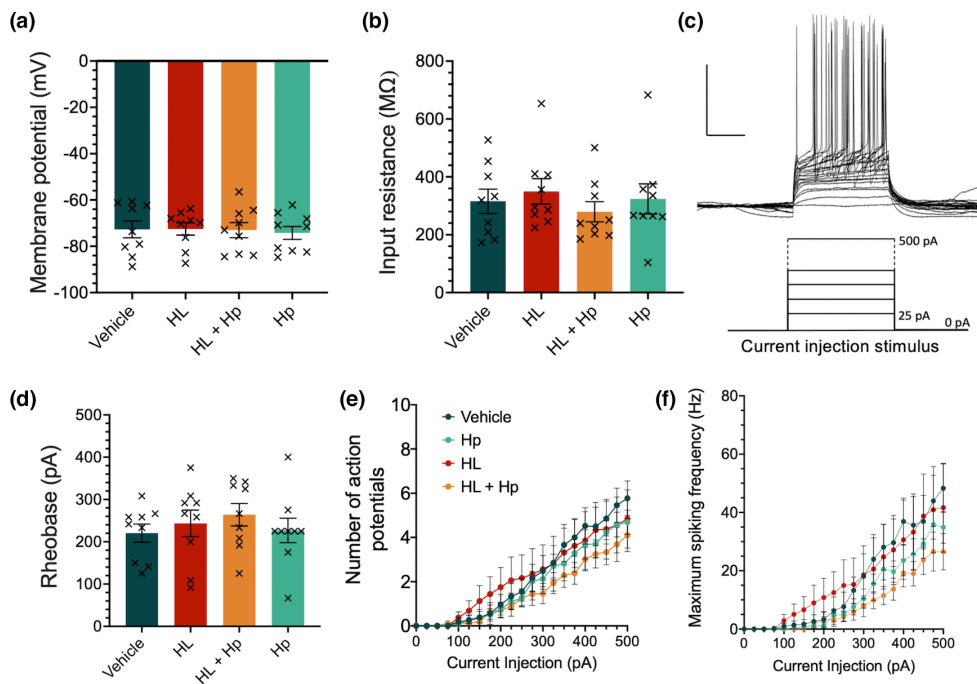 (a)
Membrane potential (mV)
0
-20
-40
-60
-80
-100
Vehicle
HL
HL + Hp
Hp
(b)
Input resistance (MΩ)
800
600
400
200
0
Vehicle
HL
HL + Hp
Hp
(c)
500 pA
25 pA
0 pA
Current injection stimulus
(d)
Rheobase (pA)
500
400
300
200
100
0
Vehicle
HL
HL + Hp
Hp
(e)
Number of action
potentials
10
8
6
4
2
0
Vehicle
Hp
HL
HL + Hp
0 100 200 300 400 500
Current Injection (pA)
(f)
Maximum spiking frequency (Hz)
80
60
40
20
0
0 100 200 300 400 500
Current Injection (pA)